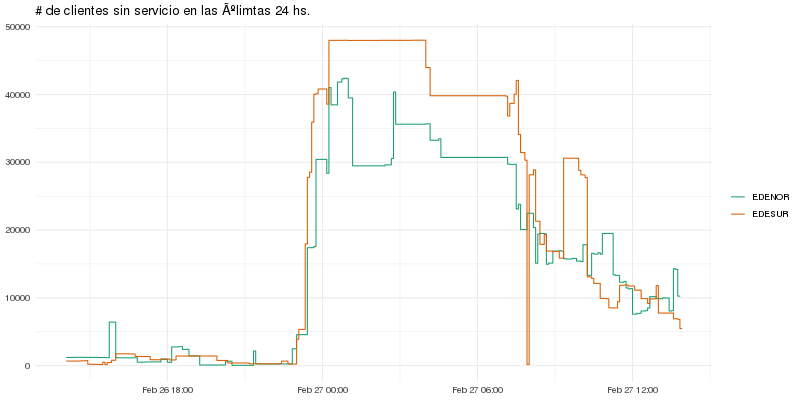 # de clientes sin servicio en las Ãºlimtas 24 hs.
50000
40000
30000
20000
10000
0
Feb 26 18:00
Feb 27 00:00
Feb 27 06:00
Feb 27 12:00
EDENOR
EDESUR